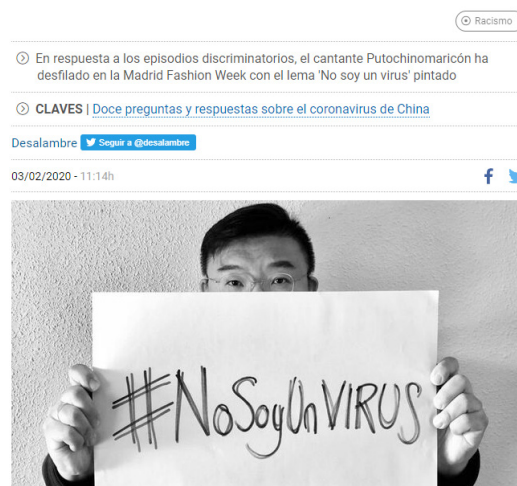 Racismo
En respuesta a los episodios discriminatorios, el cantante Putochinomaricón ha
desfilado en la Madrid Fashion Week con el lema 'No soy un virus' pintado
CLAVES | Doce preguntas y respuestas sobre el coronavirus de China
Desalambre Seguir a @desalambre
03/02/2020 - 11:14h
#NoSoyUnVIRUS